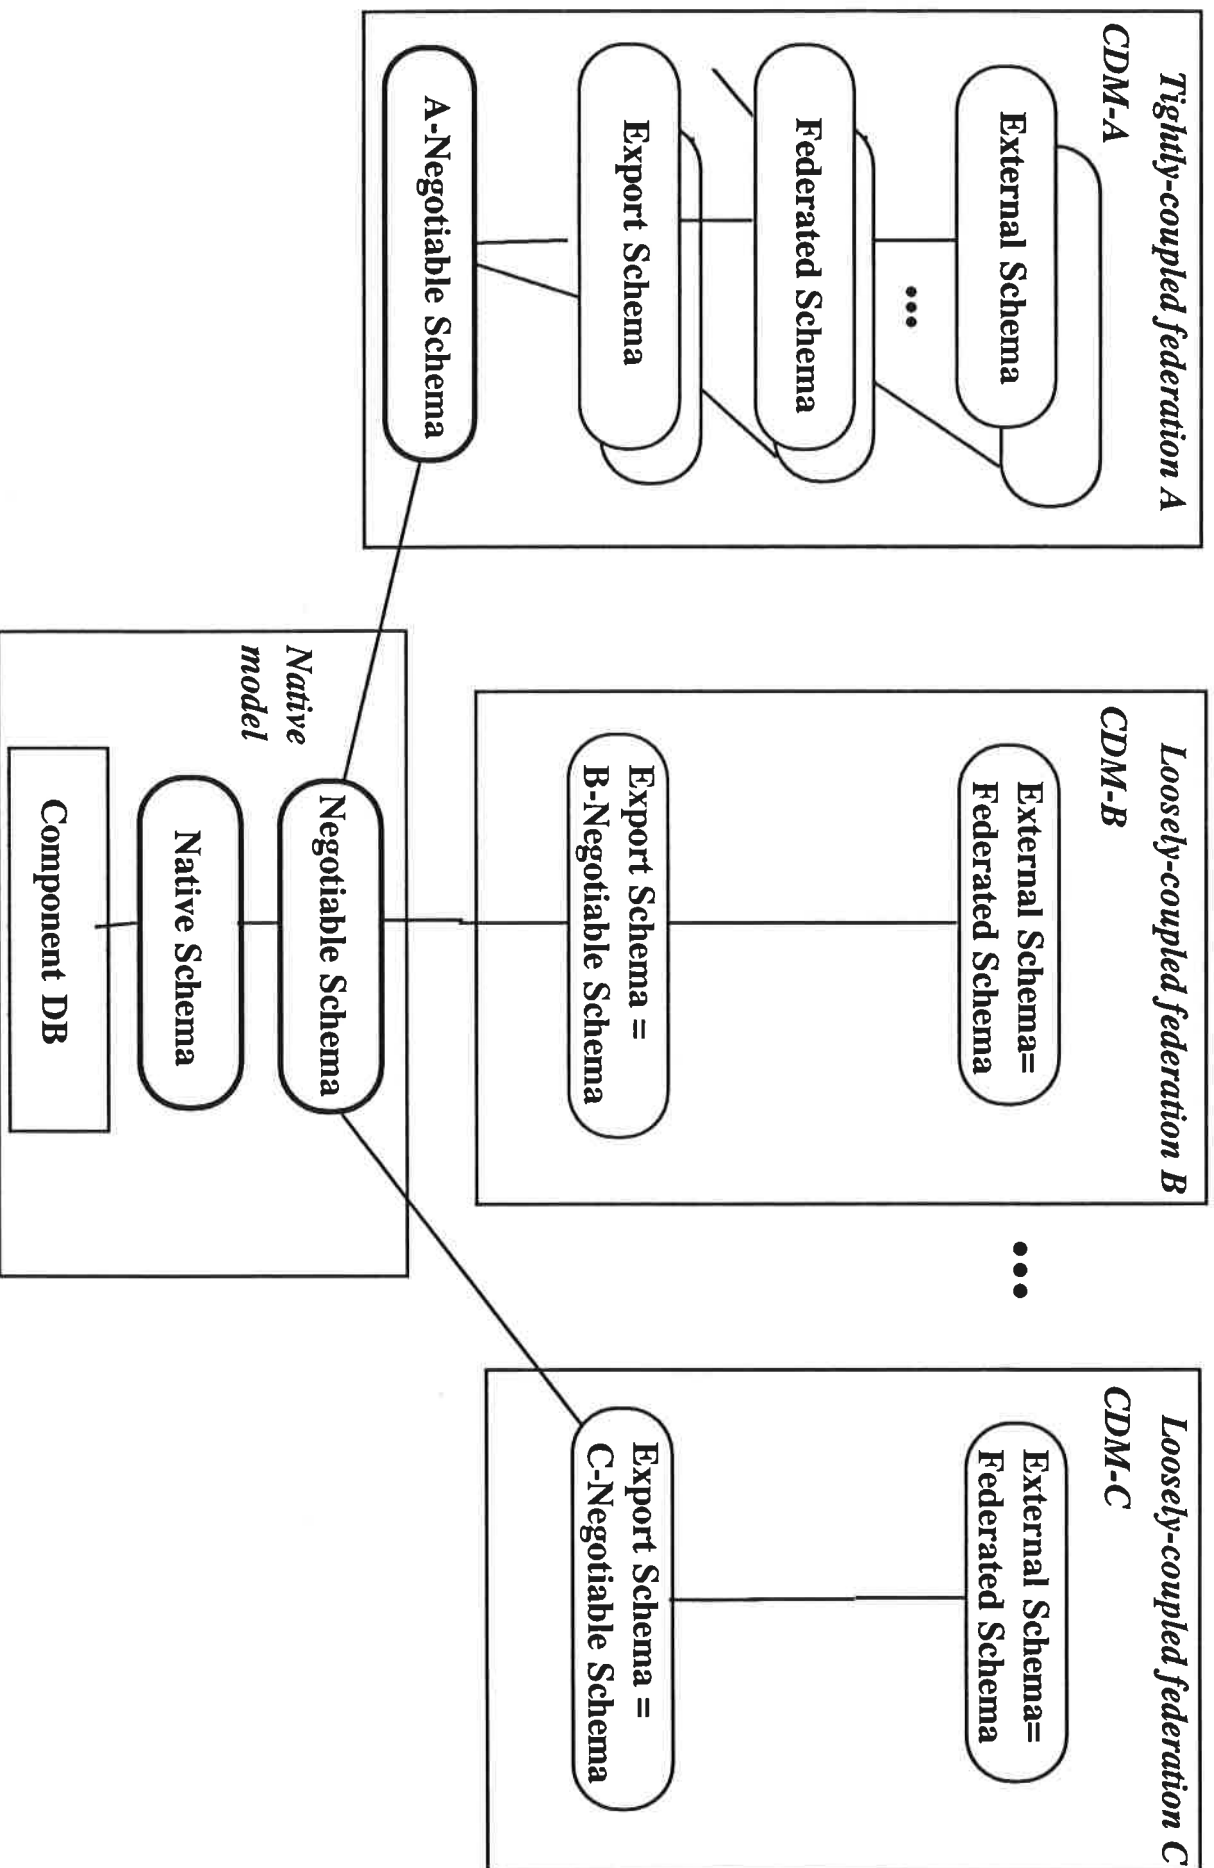 Tightly-coupled federation A
CDM-A
External Schema
...
Federated Schema
Export Schema
A-Negotiable Schema
Loosely-coupled federation B
CDM-B
External Schema=
Federated Schema
Export Schema =
B-Negotiable Schema
...
Loosely-coupled federation C
CDM-C
External Schema=
Federated Schema
Export Schema =
C-Negotiable Schema
Native
model
Negotiable Schema
Native Schema
Component DB